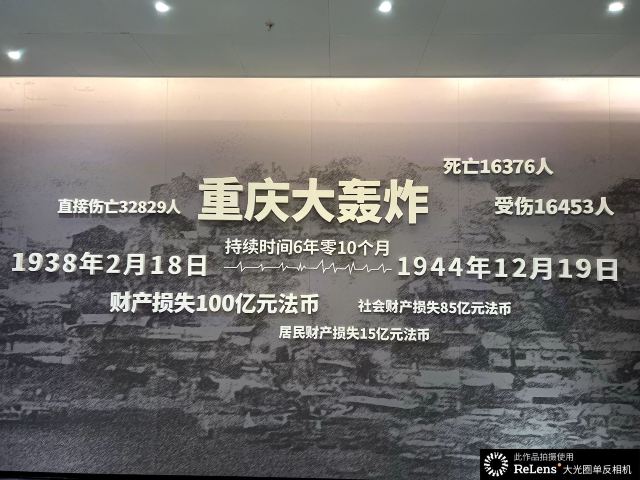 死亡16376人
直接伤亡32829人
重庆大轰炸
受伤16453人
持续时间6年零10个月
1938年2月18日
1944年12月19日
财产损失100亿元法币
社会财产损失85亿元法币
居民财产损失15亿元法币
此作品拍摄使用
ReLens 大光圈单反相机